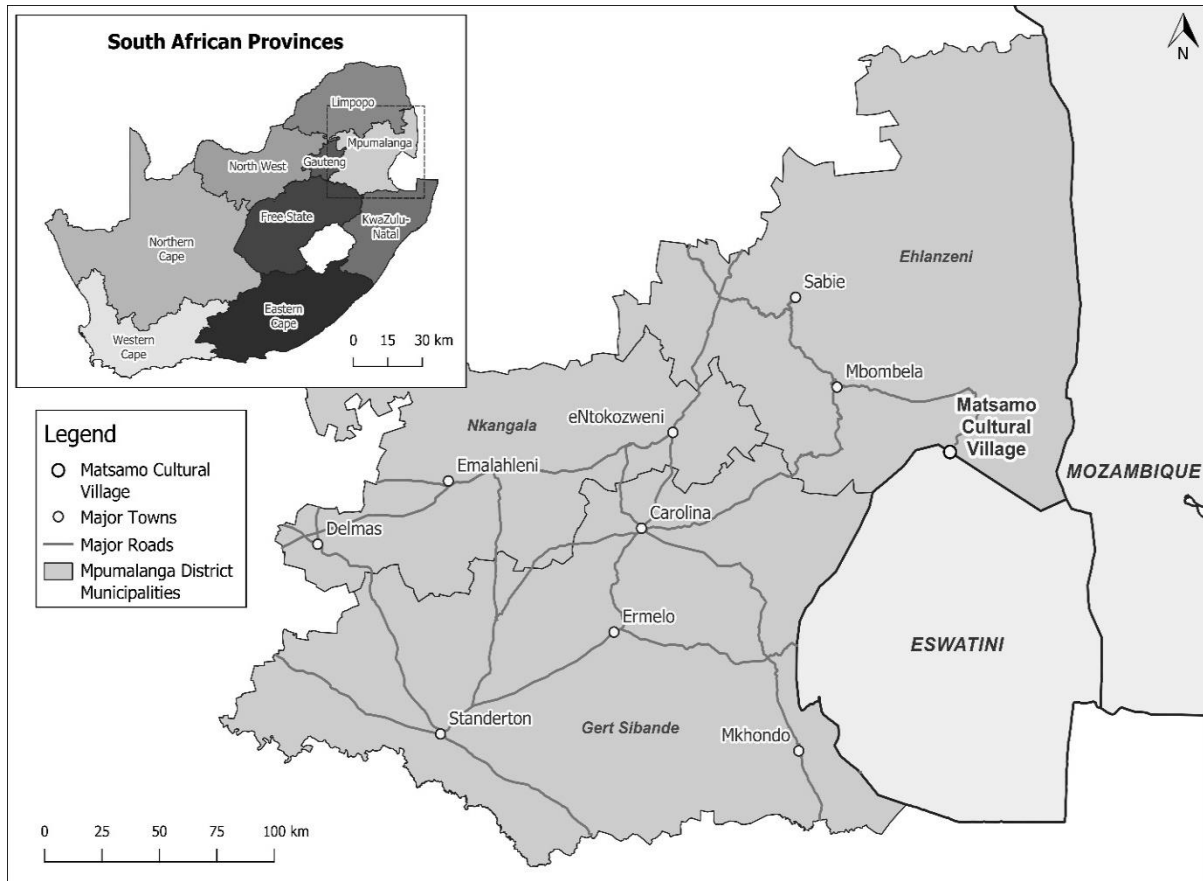 South African Provinces
Limpopo
Mpumalanga
North West
Gauteng
Free State
KwaZulu-
Natal
Northern
Cape
Eastern
Cape
Western
Cape
0 15 30 km
N
Ehlanzeni
Sabie
Mbombela
Matsamo
Cultural
Village
eNtokozweni
Nkangala
Emalahleni
MOZAMBIQUE
Legend
Matsamo Cultural
Village
Major Towns
Major Roads
Mpumalanga District
Municipalities
Delmas
Carolina
Ermelo
ESWATINI
Standerton
Gert Sibande
Mkhondo
0 25 50 75 100 km